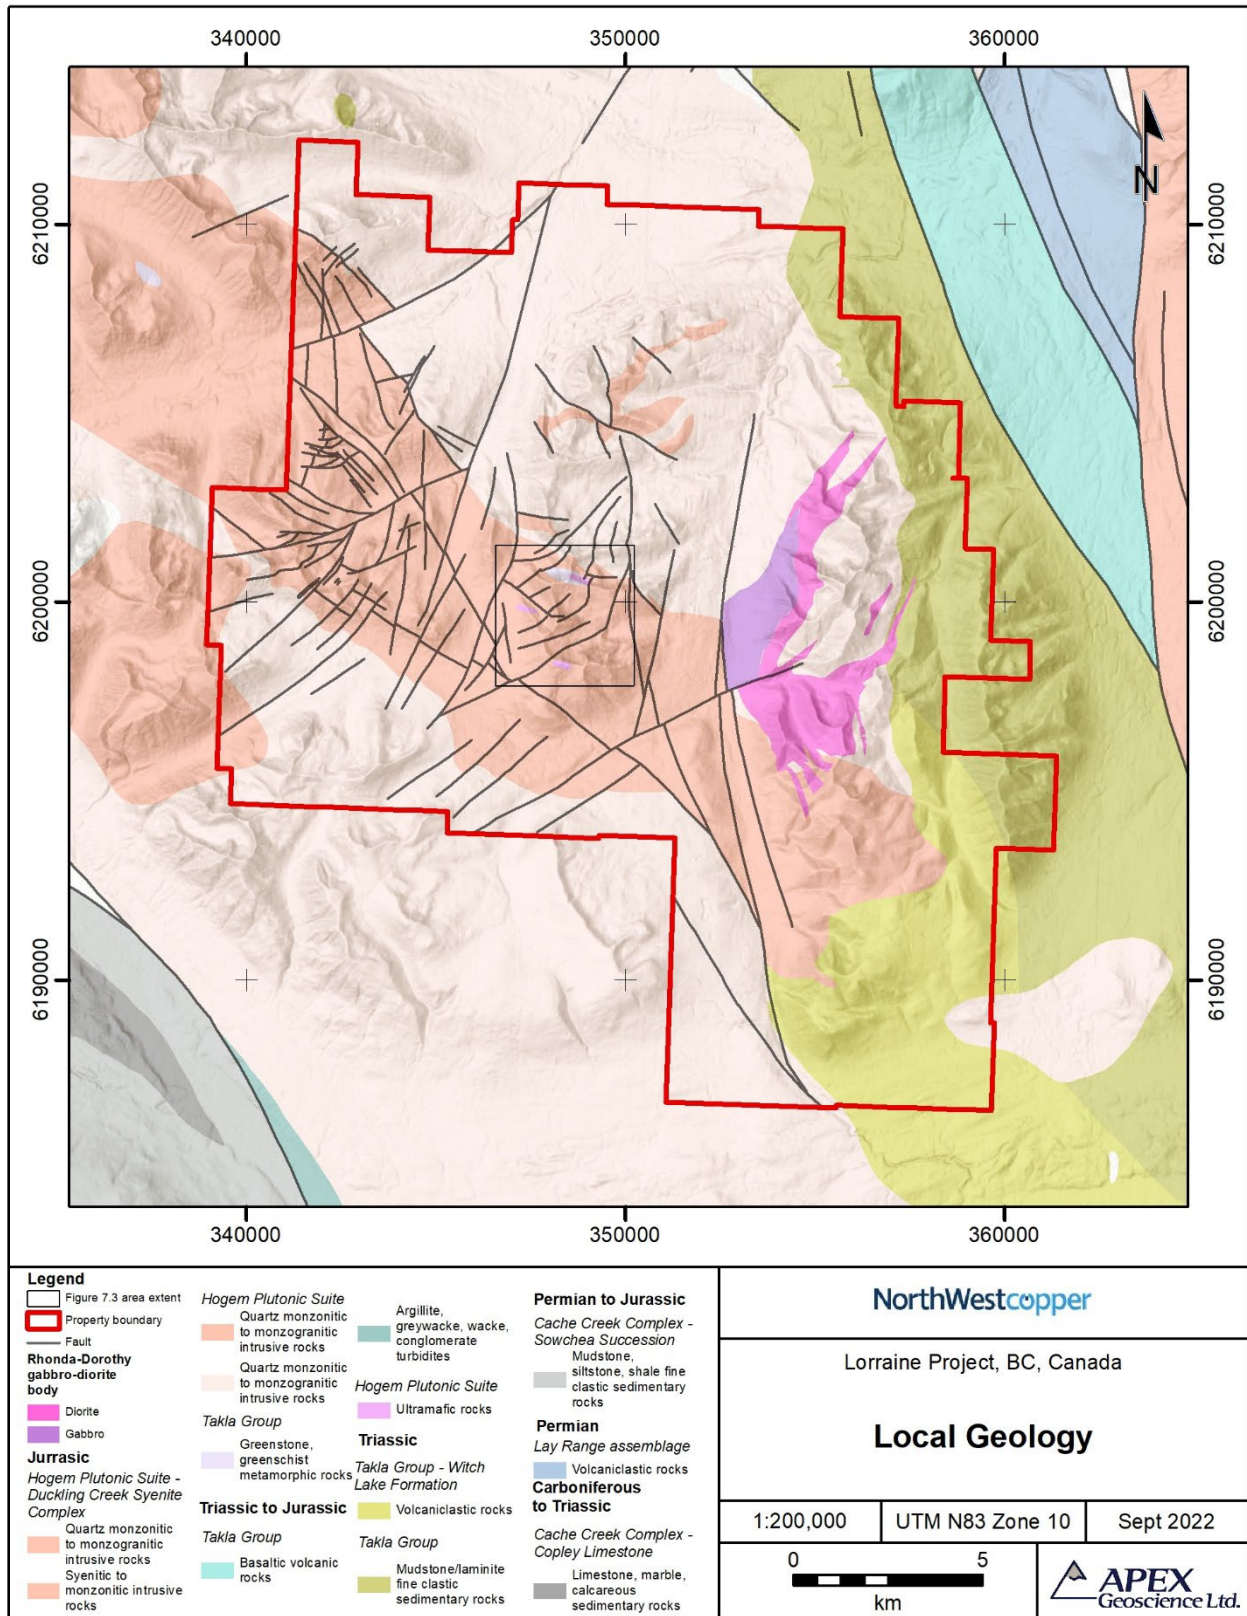 340000
350000
360000
N
6210000
6210000
6200000
6200000
6190000
6190000
340000
350000
360000
Legend
Figure 7.3 area extent
Property boundary
Fault
Rhonda-Dorothy
gabbro-diorite
body
Diorite
Gabbro
Jurrasic
Hogem Plutonic Suite -
Duckling Creek Syenite
Complex
Quartz monzonitic
to monzogranitic
intrusive rocks
Syenitic to
monzonitic intrusive
rocks
Hogem Plutonic Suite
Quartz monzonitic
to monzogranitic
intrusive rocks
Quartz monzonitic
to monzogranitic
intrusive rocks
Takla Group
Greenstone,
greenschist
metamorphic rocks
Triassic to Jurassic
Takla Group
Basaltic volcanic
rocks
Argillite,
greywacke, wacke,
conglomerate
turbidites
Hogem Plutonic Suite
Ultramafic rocks
Triassic
Takla Group - Witch
Lake Formation
Volcaniclastic rocks
Takla Group
Mudstone/laminite
fine clastic
sedimentary rocks
Permian to Jurassic
Cache Creek Complex -
Sowchea Succession
Mudstone,
siltstone, shale fine
clastic sedimentary
rocks
Permian
Lay Range assemblage
Volcaniclastic rocks
Carboniferous
to Triassic
Cache Creek Complex -
Copley Limestone
Limestone, marble,
calcareous
sedimentary rocks
NorthWestcopper
Lorraine Project, BC, Canada
Local Geology
1:200,000
UTM N83 Zone 10
Sept 2022
0
5
km
APEX
Geoscience Ltd.